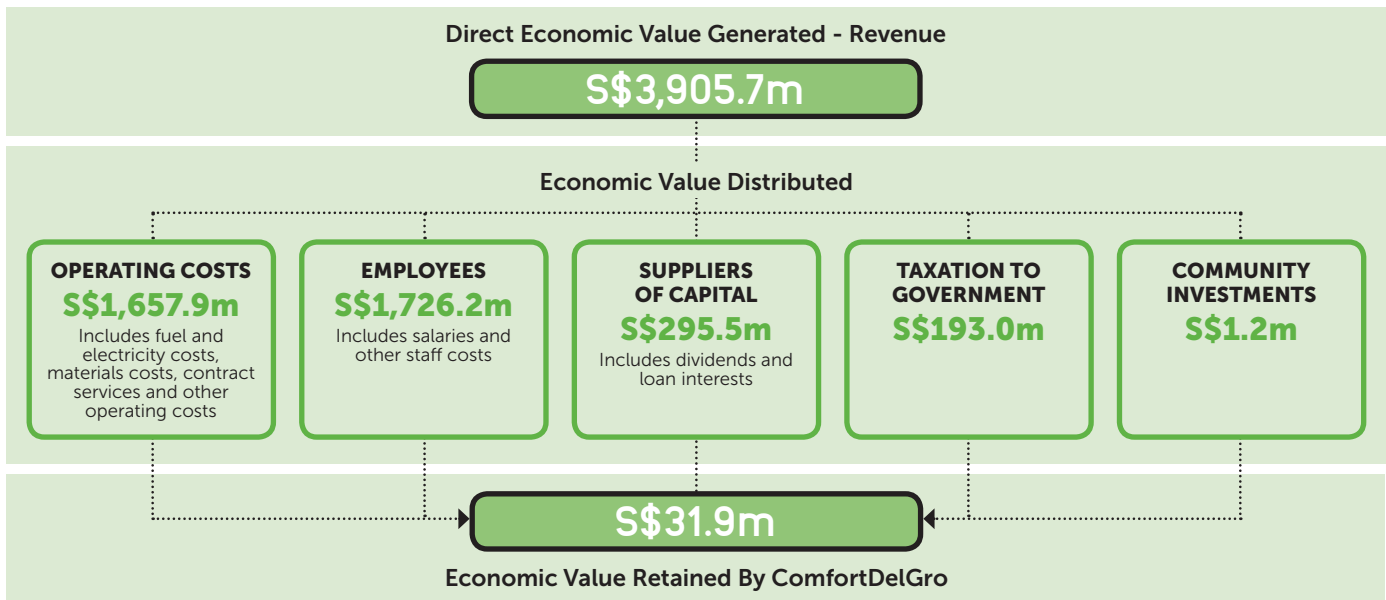 Direct Economic Value Generated - Revenue
S$3,905.7m
Economic Value Distributed
OPERATING COSTS
S$1,657.9m
Includes fuel and
electricity costs,
materials costs, contract
services and other
operating costs
EMPLOYEES
S$1,726.2m
Includes salaries and
other staff costs
SUPPLIERS
OF CAPITAL
S$295.5m
Includes dividends and
loan interests
TAXATION TO
GOVERNMENT
S$193.0m
COMMUNITY
INVESTMENTS
S$1.2m
S$31.9m
Economic Value Retained By ComfortDelGro